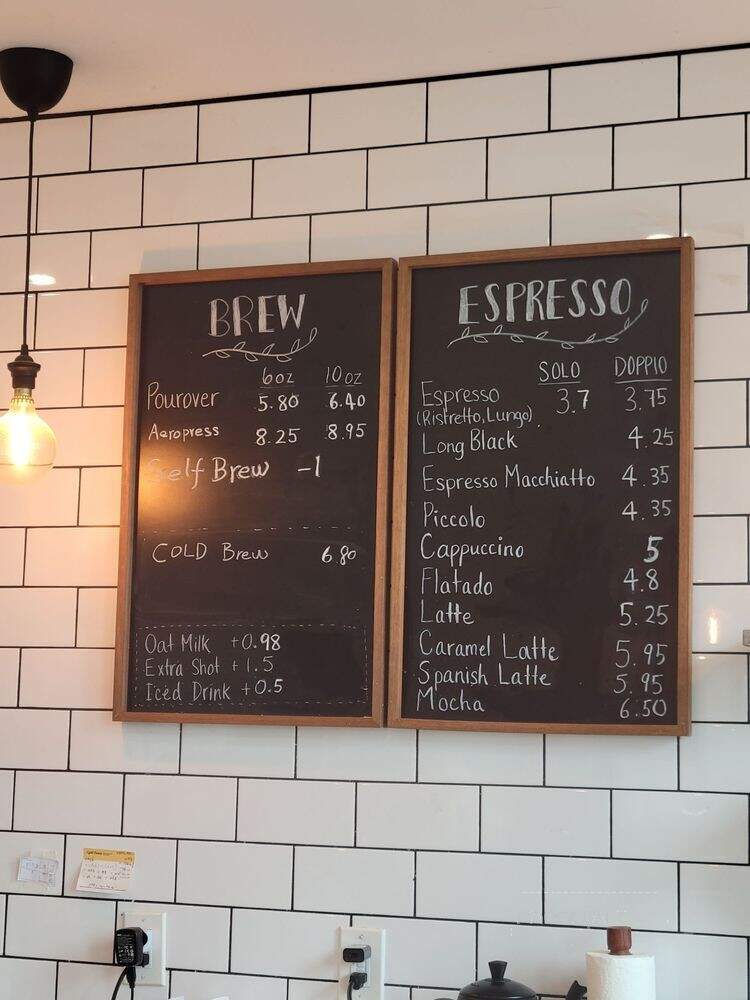 BREW
6oz 10oz
Pourover 5.80 6.40
Aeropress 8.25 8.95
Self Brew -1
COLD Brew 6.80
Oat Milk +0.98
Extra Shot +1.5
Iced Drink +0.5
ESPRESSO
SOLO DOPPIO
Espresso 3.7 3.75
(Ristretto, Lungo)
Long Black 4.25
Espresso Macchiatto 4.35
Piccolo 4.35
Cappuccino 5
Flatado 4.8
Latte 5.25
Caramel Latte 5.95
Spanish Latte 5.95
Mocha 6.50